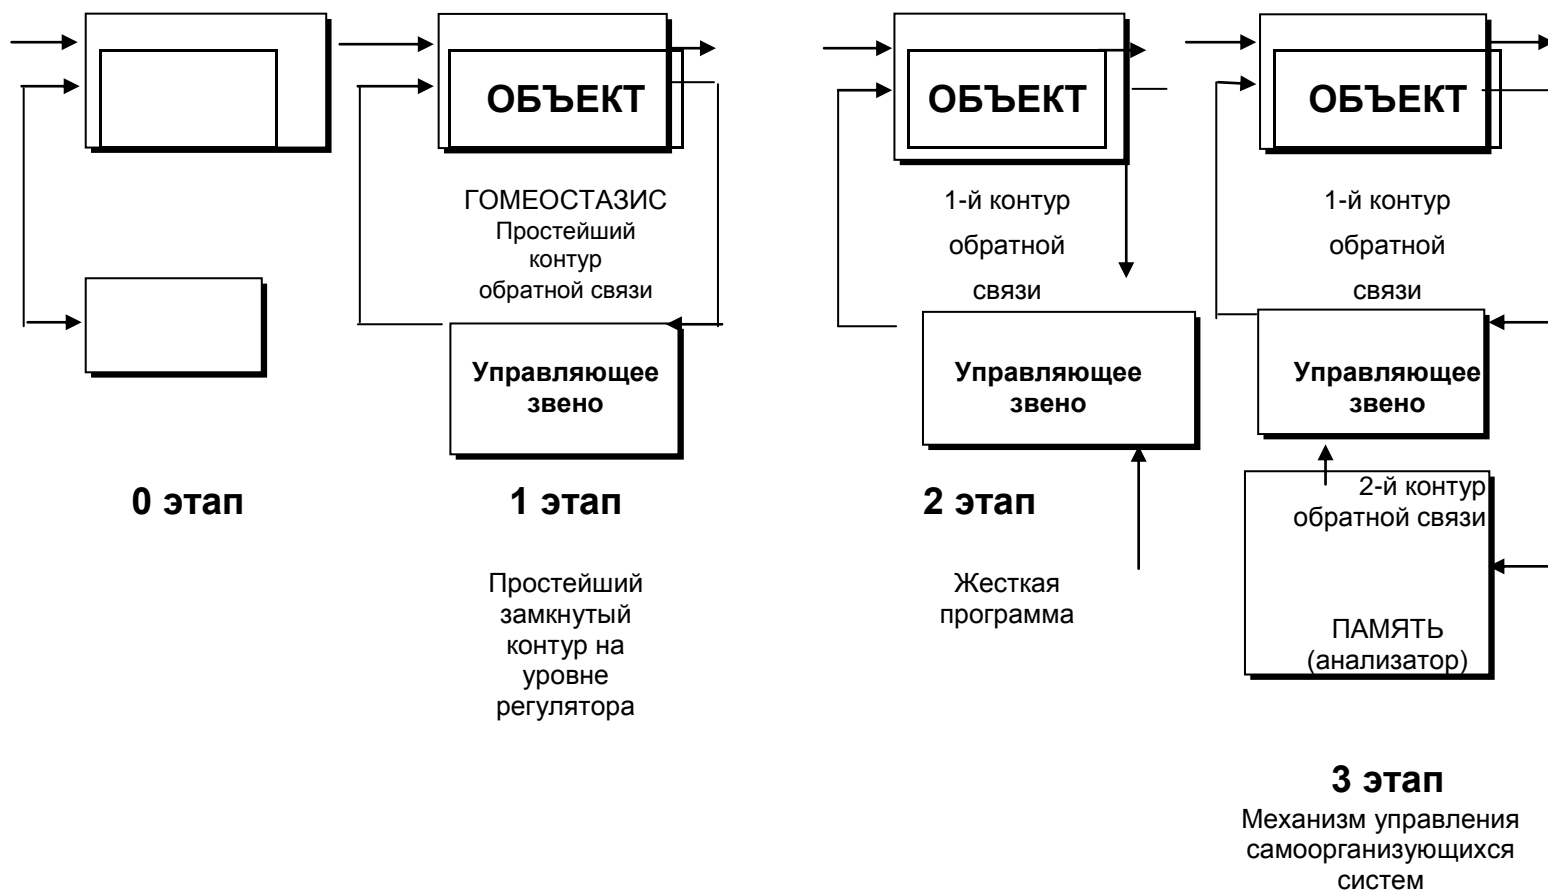 0 этап
ОБЪЕКТ
ГОМЕОСТАЗИС
Простейший
контур
обратной связи
Управляющее
звено
1 этап
Простейший
замкнутый
контур на
уровне
регулятора
ОБЪЕКТ
1-й контур
обратной
связи
Управляющее
звено
2 этап
Жесткая
программа
ОБЪЕКТ
1-й контур
обратной
связи
Управляющее
звено
2-й контур
обратной связи
ПАМЯТЬ
(анализатор)
3 этап
Механизм управления
самоорганизующихся
систем